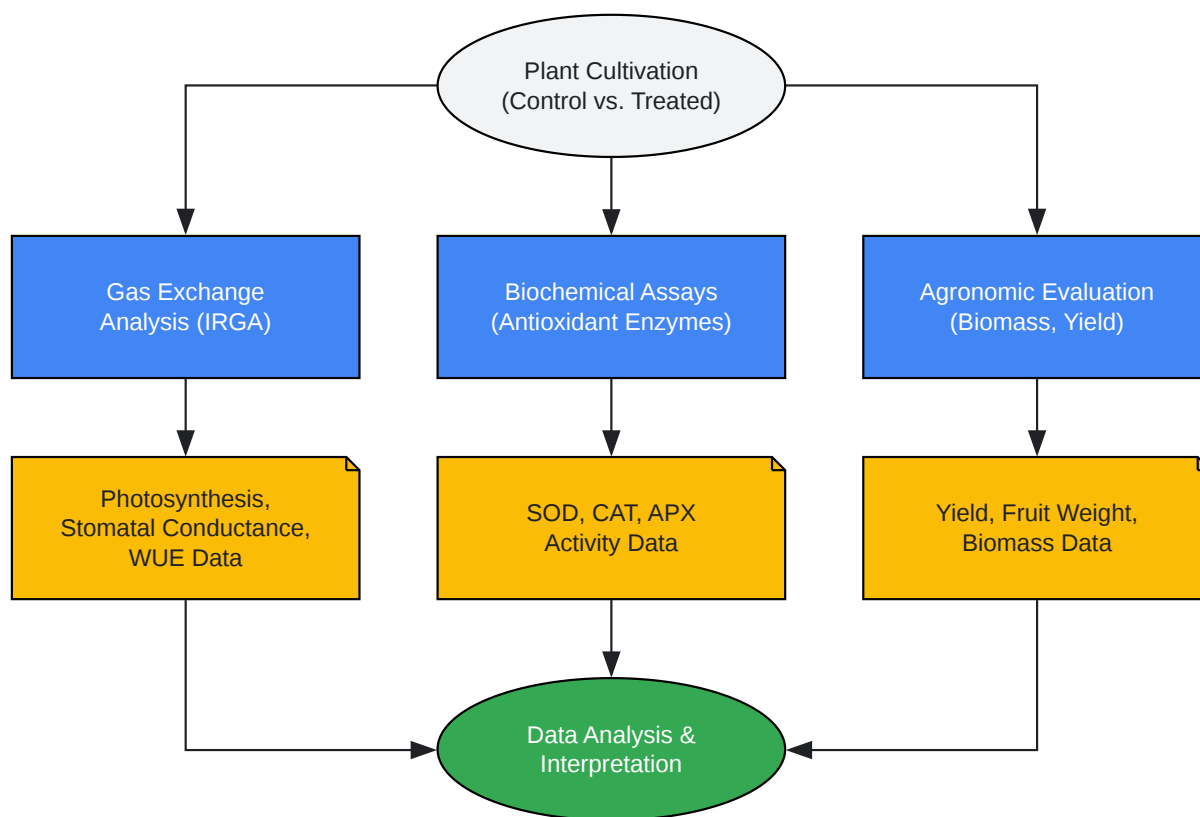 Plant Cultivation
(Control vs. Treated)
Gas Exchange
Analysis (IRGA)
Biochemical Assays
(Antioxidant Enzymes)
Agronomic Evaluation
(Biomass, Yield)
Photosynthesis,
Stomatal Conductance,
WUE Data
SOD, CAT, APX
Activity Data
Yield, Fruit Weight,
Biomass Data
Data Analysis &
Interpretation